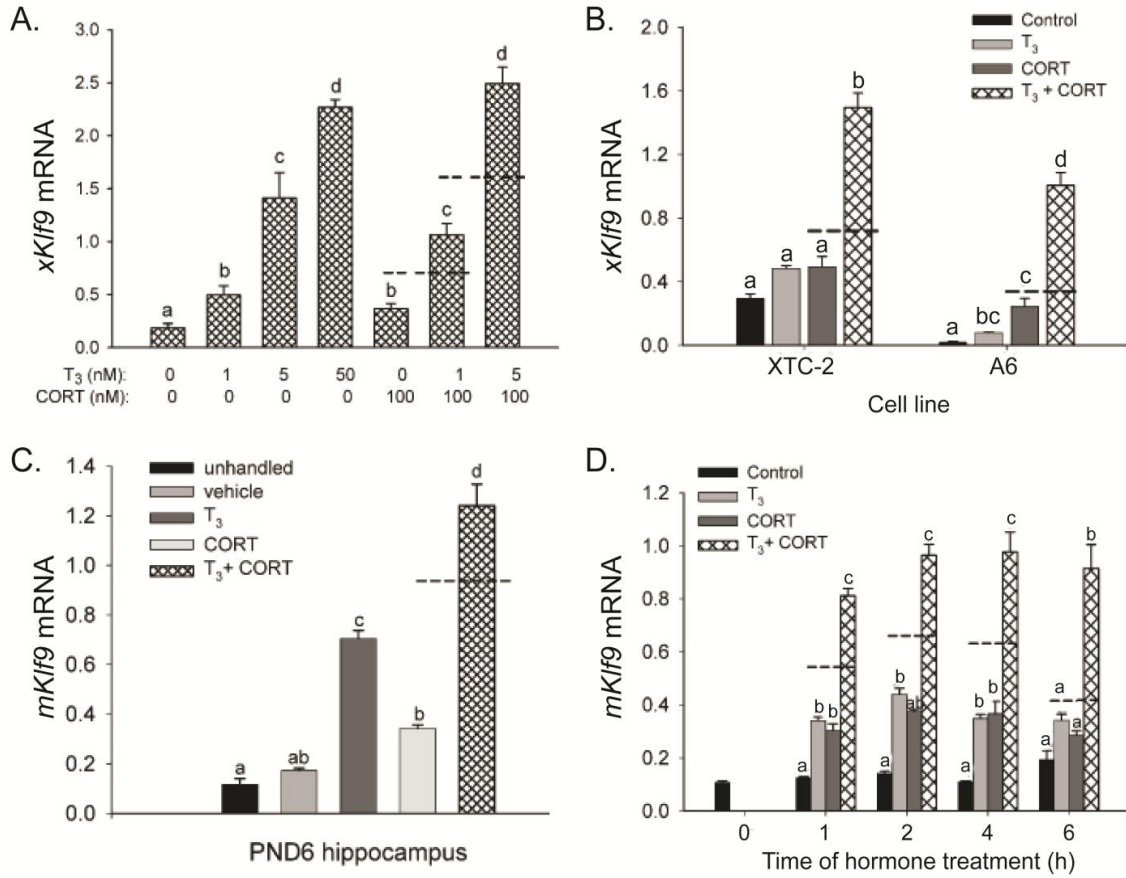 A.
xKlf9 mRNA
3.0
2.5
2.0
1.5
1.0
0.5
0.0
a
b
c
d
b
c
d
T3 (nM): 0 1 5 50 0 1 5
CORT (nM): 0 0 0 0 100 100 100
B.
xKlf9 mRNA
2.0
1.6
1.2
0.8
0.4
0.0
Control
T3
CORT
T3 + CORT
a
a
a
b
a
bc
c
d
XTC-2 A6
Cell line
C.
mKlf9 mRNA
1.4
1.2
1.0
0.8
0.6
0.4
0.2
0.0
unhandled
vehicle
T3
CORT
T3+ CORT
a
ab
c
b
d
PND6 hippocampus
D.
mKlf9 mRNA
1.2
1.0
0.8
0.6
0.4
0.2
0.0
Control
T3
CORT
T3+ CORT
a
b
b
c
a
b
ab
c
a
b
b
c
a
a
a
b
0 1 2 4 6
Time of hormone treatment (h)